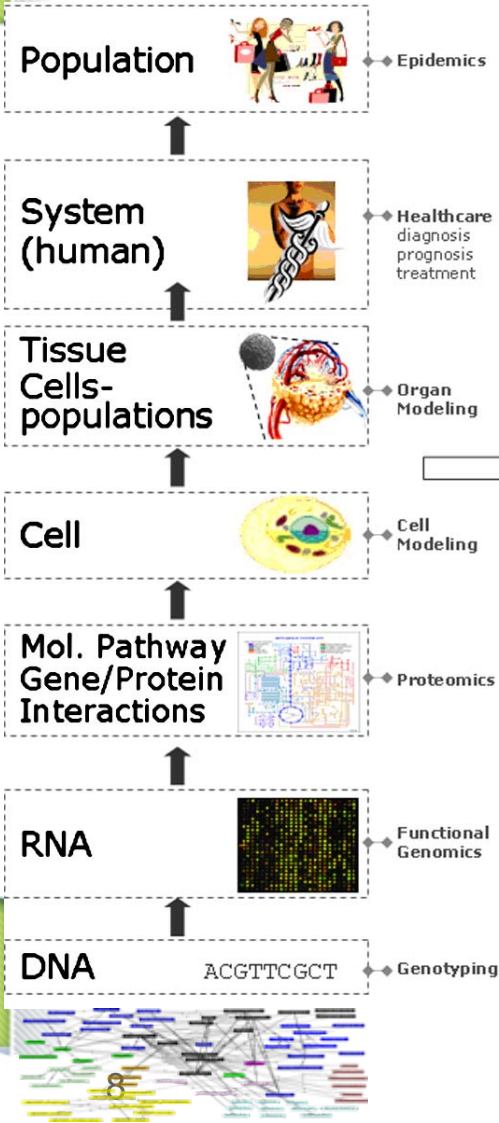 Population
Epidemics
System
(human)
Healthcare
diagnosis
prognosis
treatment
Tissue
Cells-
populations
Organ
Modeling
Cell
Cell
Modeling
Mol. Pathway
Gene/Protein
Interactions
Proteomics
RNA
Functional
Genomics
DNA
ACGTTCGCT
Genotyping
8